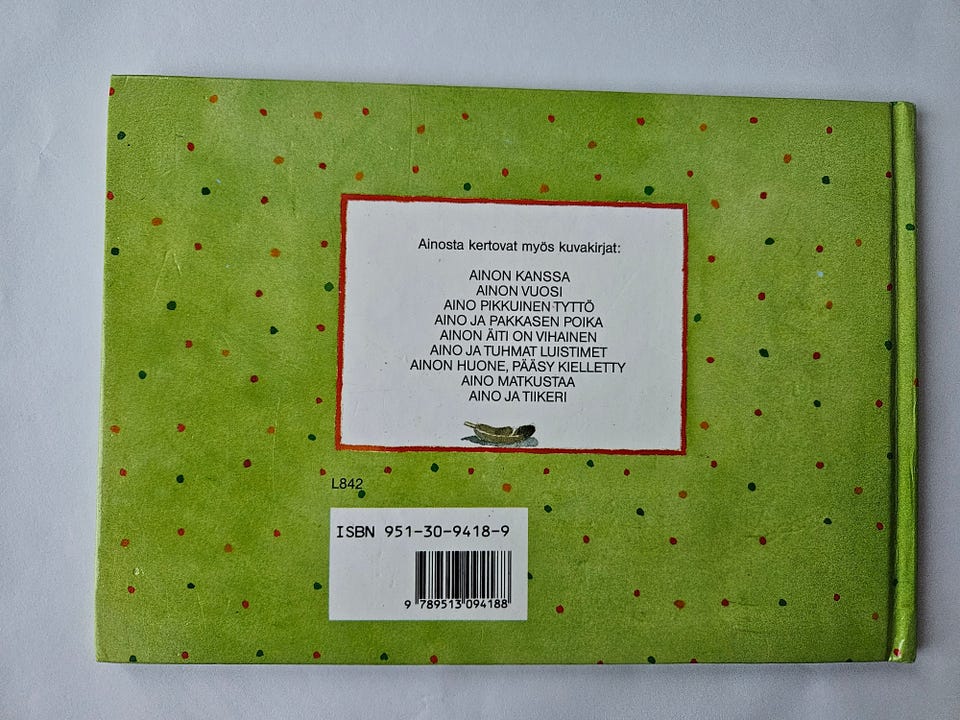 Ainosta kertovat myös kuvakirjat:
AINON KANSSA
AINON VUOSI
AINO PIKKUINEN TYTTÖ
AINO JA PAKKASEN POIKA
AINON ÄITI ON VIHAINEN
AINO JA TUHMAT LUISTIMET
AINON HUONE, PÄÄSY KIELLETTY
AINO MATKUSTAA
AINO JA TIIKERI
L842
ISBN 951-30-9418-9
9 789513 094188